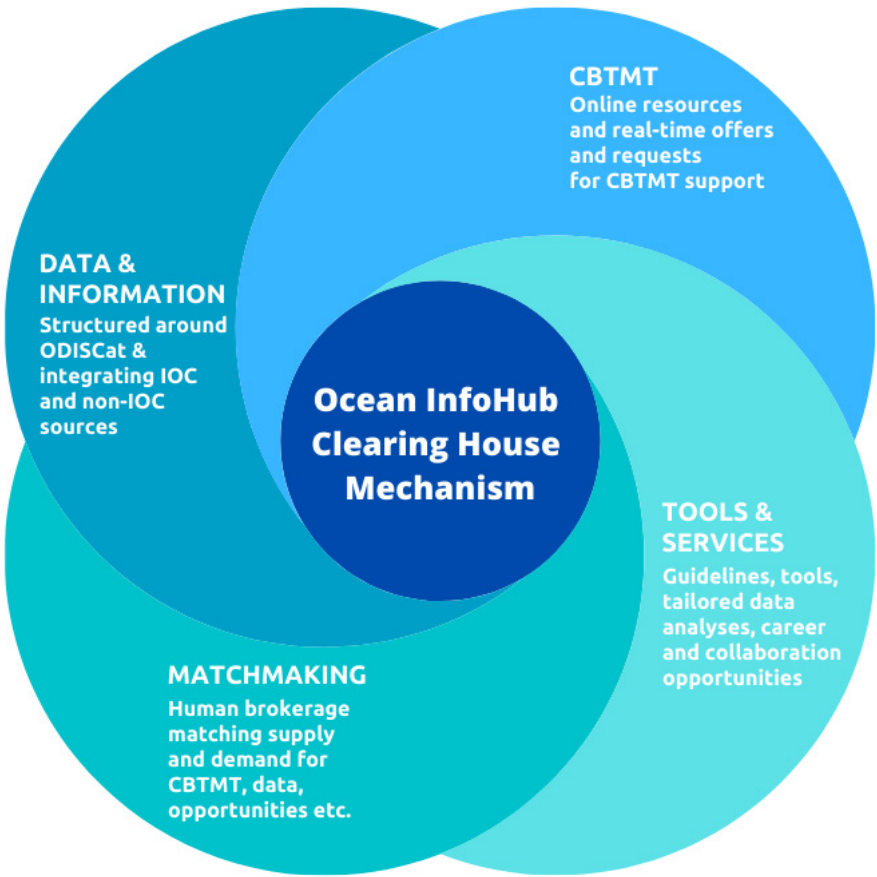 CBTMT
Online resources
and real-time offers
and requests
for CBTMT support
DATA &
INFORMATION
Structured around
ODISCat &
integrating IOC
and non-IOC
sources
Ocean InfoHub
Clearing House
Mechanism
TOOLS &
SERVICES
Guidelines, tools,
tailored data
analyses, career
and collaboration
opportunities
MATCHMAKING
Human brokerage
matching supply
and demand for
CBTMT, data,
opportunities etc.